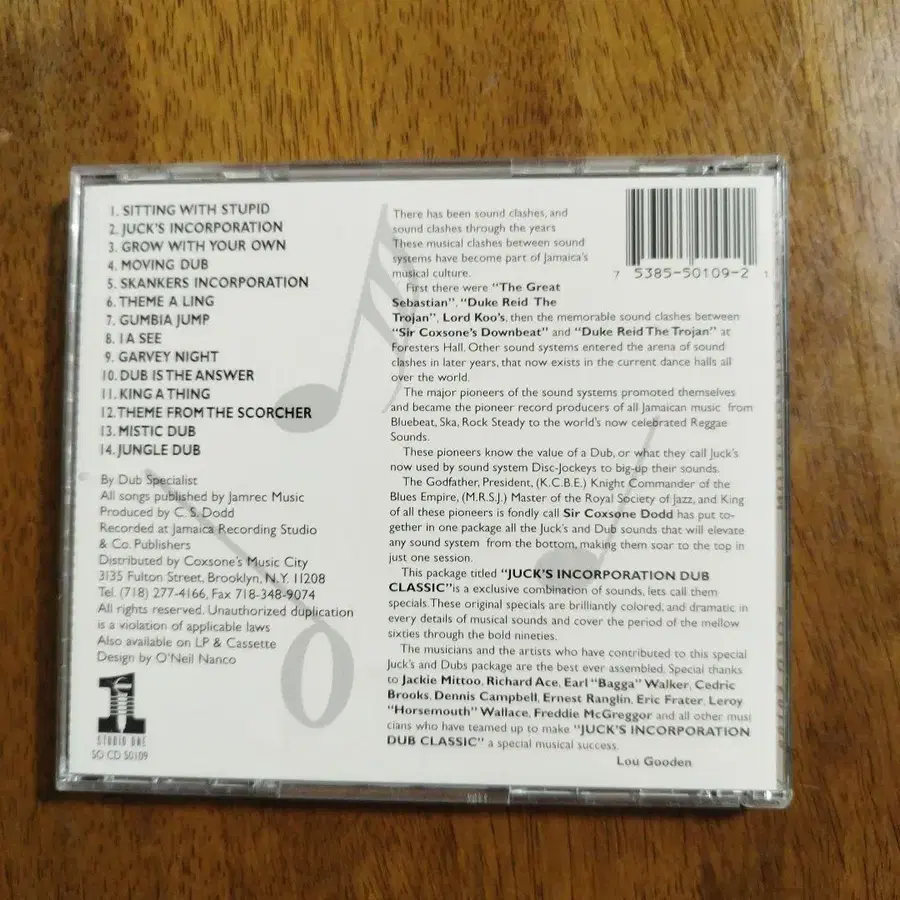 1. SITTING WITH STUPID
2. JUCK'S INCORPORATION
3. GROW WITH YOUR OWN
4. MOVING DUB
5. SKANKERS INCORPORATION
6. THEME A LING
7. GUMBIA JUMP
8. I A SEE
9. GARVEY NIGHT
10. DUB IS THE ANSWER
11. KING A THING
12. THEME FROM THE SCORCHER
13. MISTIC DUB
14. JUNGLE DUB
By Dub Specialist
All songs published by Jamrec Music
Produced by C. S. Dodd
Recorded at Jamaica Recording Studio
& Co. Publishers
Distributed by Coxsone's Music City
3135 Fulton Street, Brooklyn, N.Y. 11208
Tel. (718) 277-4166, Fax 718-348-9074
All rights reserved. Unauthorized duplication
is a violation of applicable laws
Also available on LP & Cassette
Design by O'Neil Nanco
1
STUDIO ONE
SO CD 50109
There has been sound clashes, and
sound clashes through the years
These musical clashes between sound
systems have become part of Jamaica's
musical culture.
First there were "The Great
Sebastian", "Duke Reid The
Trojan", Lord Koo's, then the memorable sound clashes between
"Sir Coxsone's Downbeat" and "Duke Reid The Trojan" at
Foresters Hall. Other sound systems entered the arena of sound
clashes in later years, that now exists in the current dance halls all
over the world.
The major pioneers of the sound systems promoted themselves
and became the pioneer record producers of all Jamaican music from
Bluebeat, Ska, Rock Steady to the world's now celebrated Reggae
Sounds.
These pioneers know the value of a Dub, or what they call Juck's
now used by sound system Disc-Jockeys to big-up their sounds.
The Godfather, President, (K.C.B.E.) Knight Commander of the
Blues Empire, (M.R.S.J.) Master of the Royal Society of Jazz, and King
of all these pioneers is fondly call Sir Coxsone Dodd has put to-
gether in one package all the Juck's and Dub sounds that will elevate
any sound system from the bottom, making them soar to the top in
just one session.
This package titled "JUCK'S INCORPORATION DUB
CLASSIC"is a exclusive combination of sounds, lets call them
specials. These original specials are brilliantly colored, and dramatic in
every details of musical sounds and cover the period of the mellow
sixties through the bold nineties.
The musicians and the artists who have contributed to this special
Juck's and Dubs package are the best ever assembled. Special thanks
to Jackie Mittoo, Richard Ace, Earl "Bagga" Walker, Cedric
Brooks, Dennis Campbell, Ernest Ranglin, Eric Frater, Leroy
"Horsemouth" Wallace, Freddie McGreggor and all other musi
cians who have teamed up to make "JUCK'S INCORPORATION
DUB CLASSIC" a special musical success.
Lou Gooden
7 5385-50109-2 1